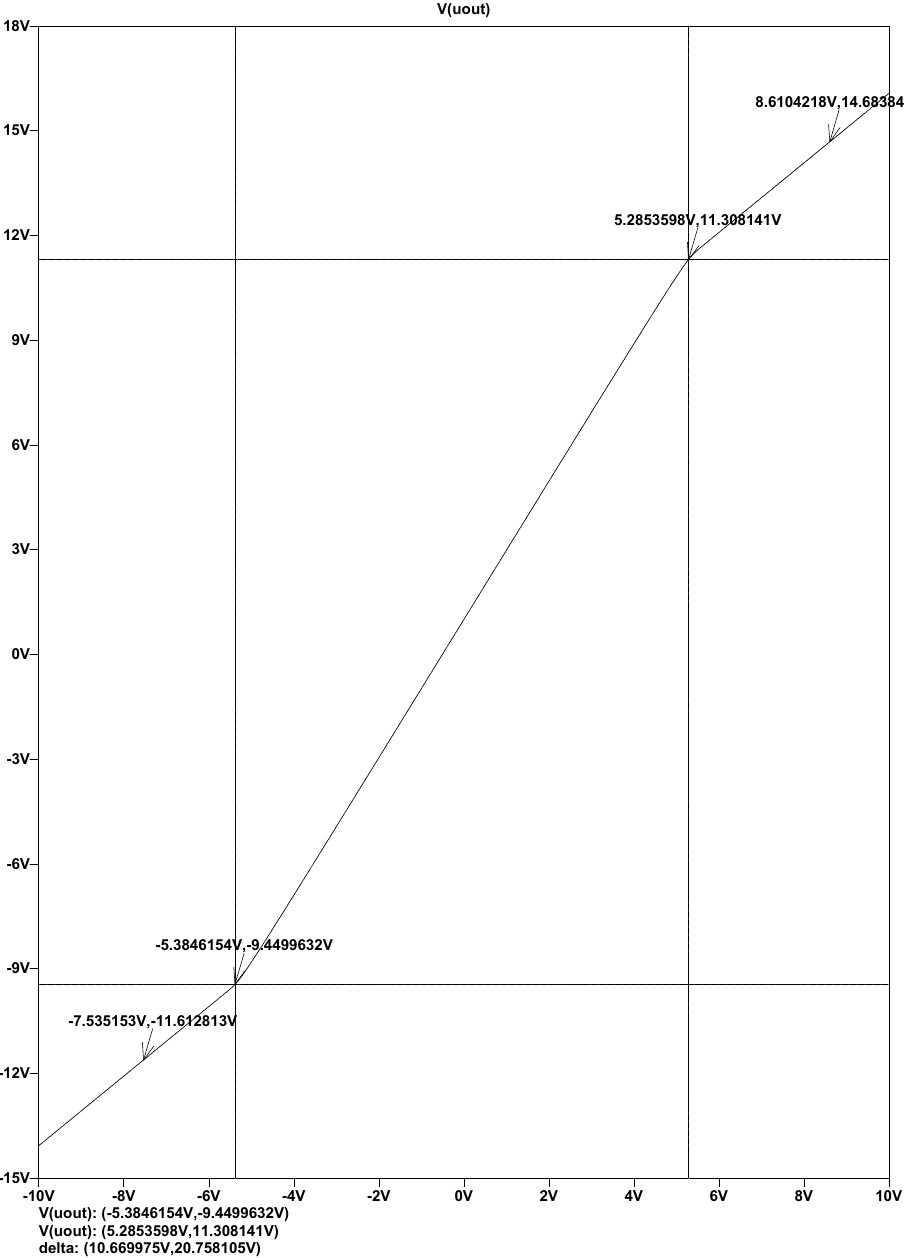 V(uout)
18V
8.6104218V,14.68384
15V
5.2853598V,11.308141V
12V
9V
6V
3V
0V
-3V
-6V
-5.3846154V,-9.4499632V
-9V
-7.535153V,-11.612813V
-12V
-15V
-10V -8V -6V -4V -2V 0V 2V 4V 6V 8V 10V
V(uout): (-5.3846154V,-9.4499632V)
V(uout): (5.2853598V,11.308141V)
delta: (10.669975V,20.758105V)